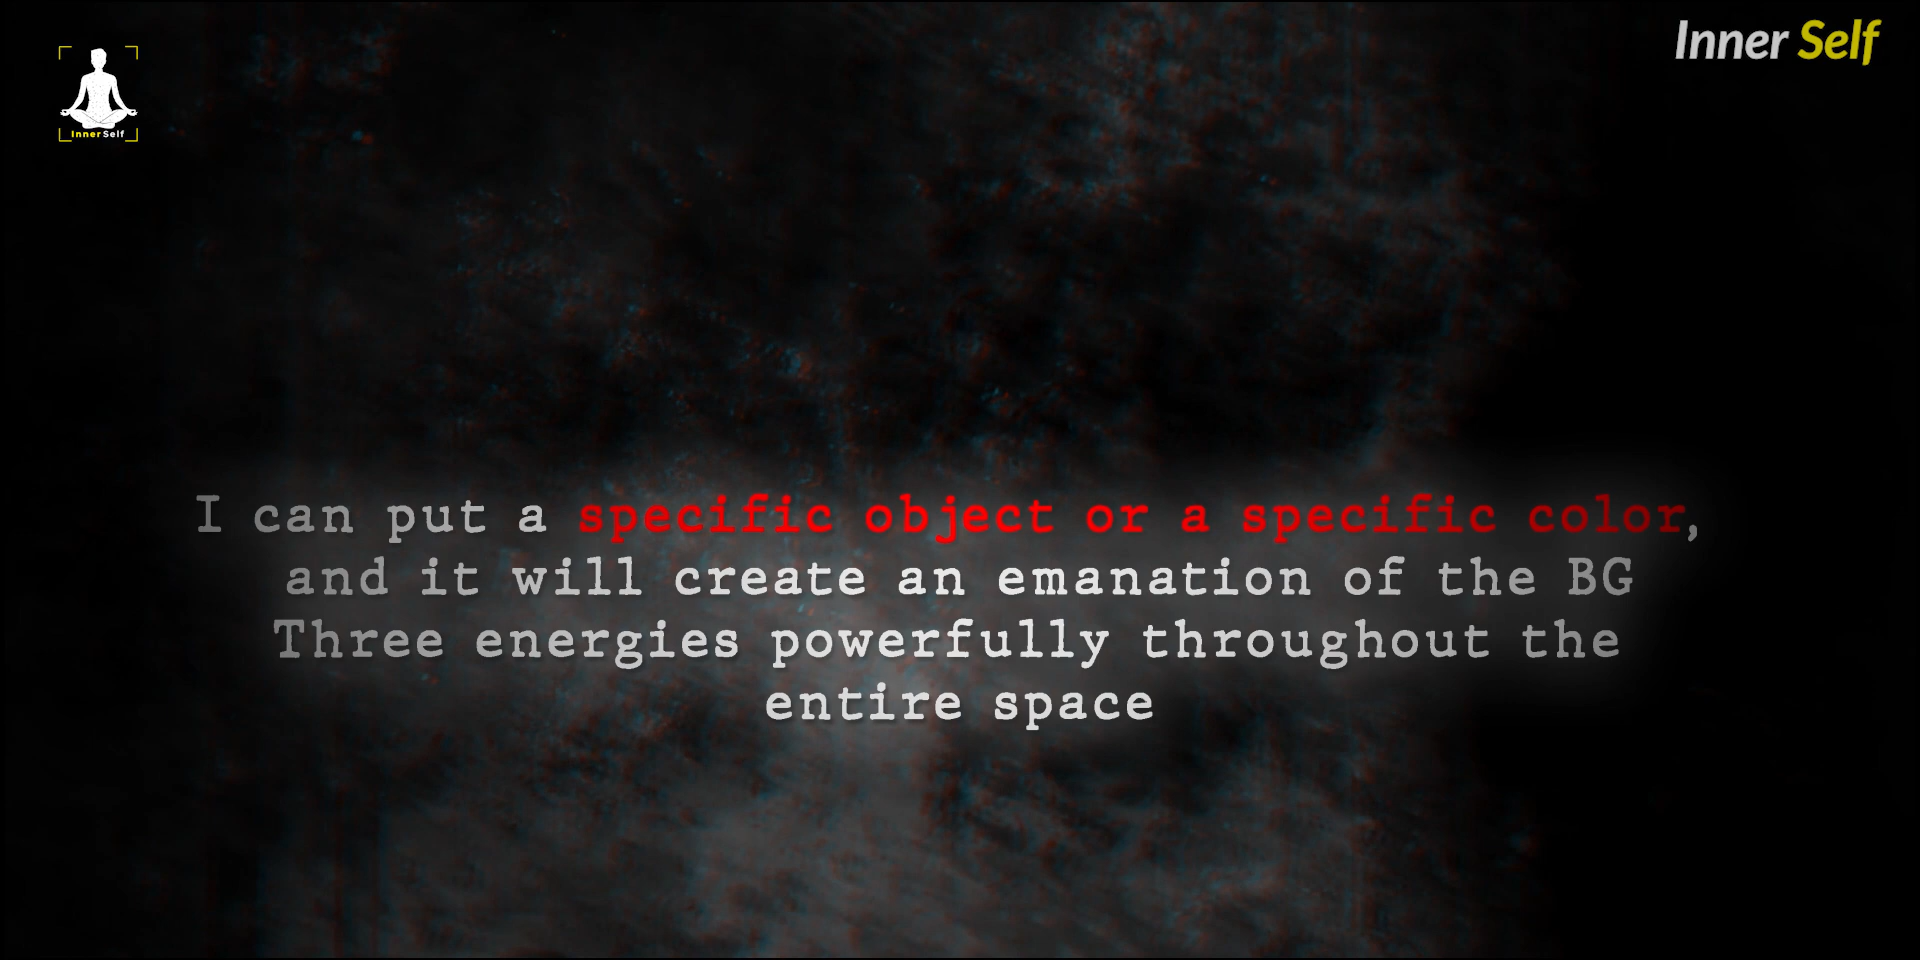 Inner Self
InnerSelf
I can put a specific object or a specific color,
and it will create an emanation of the BG
Three energies powerfully throughout the
entire space